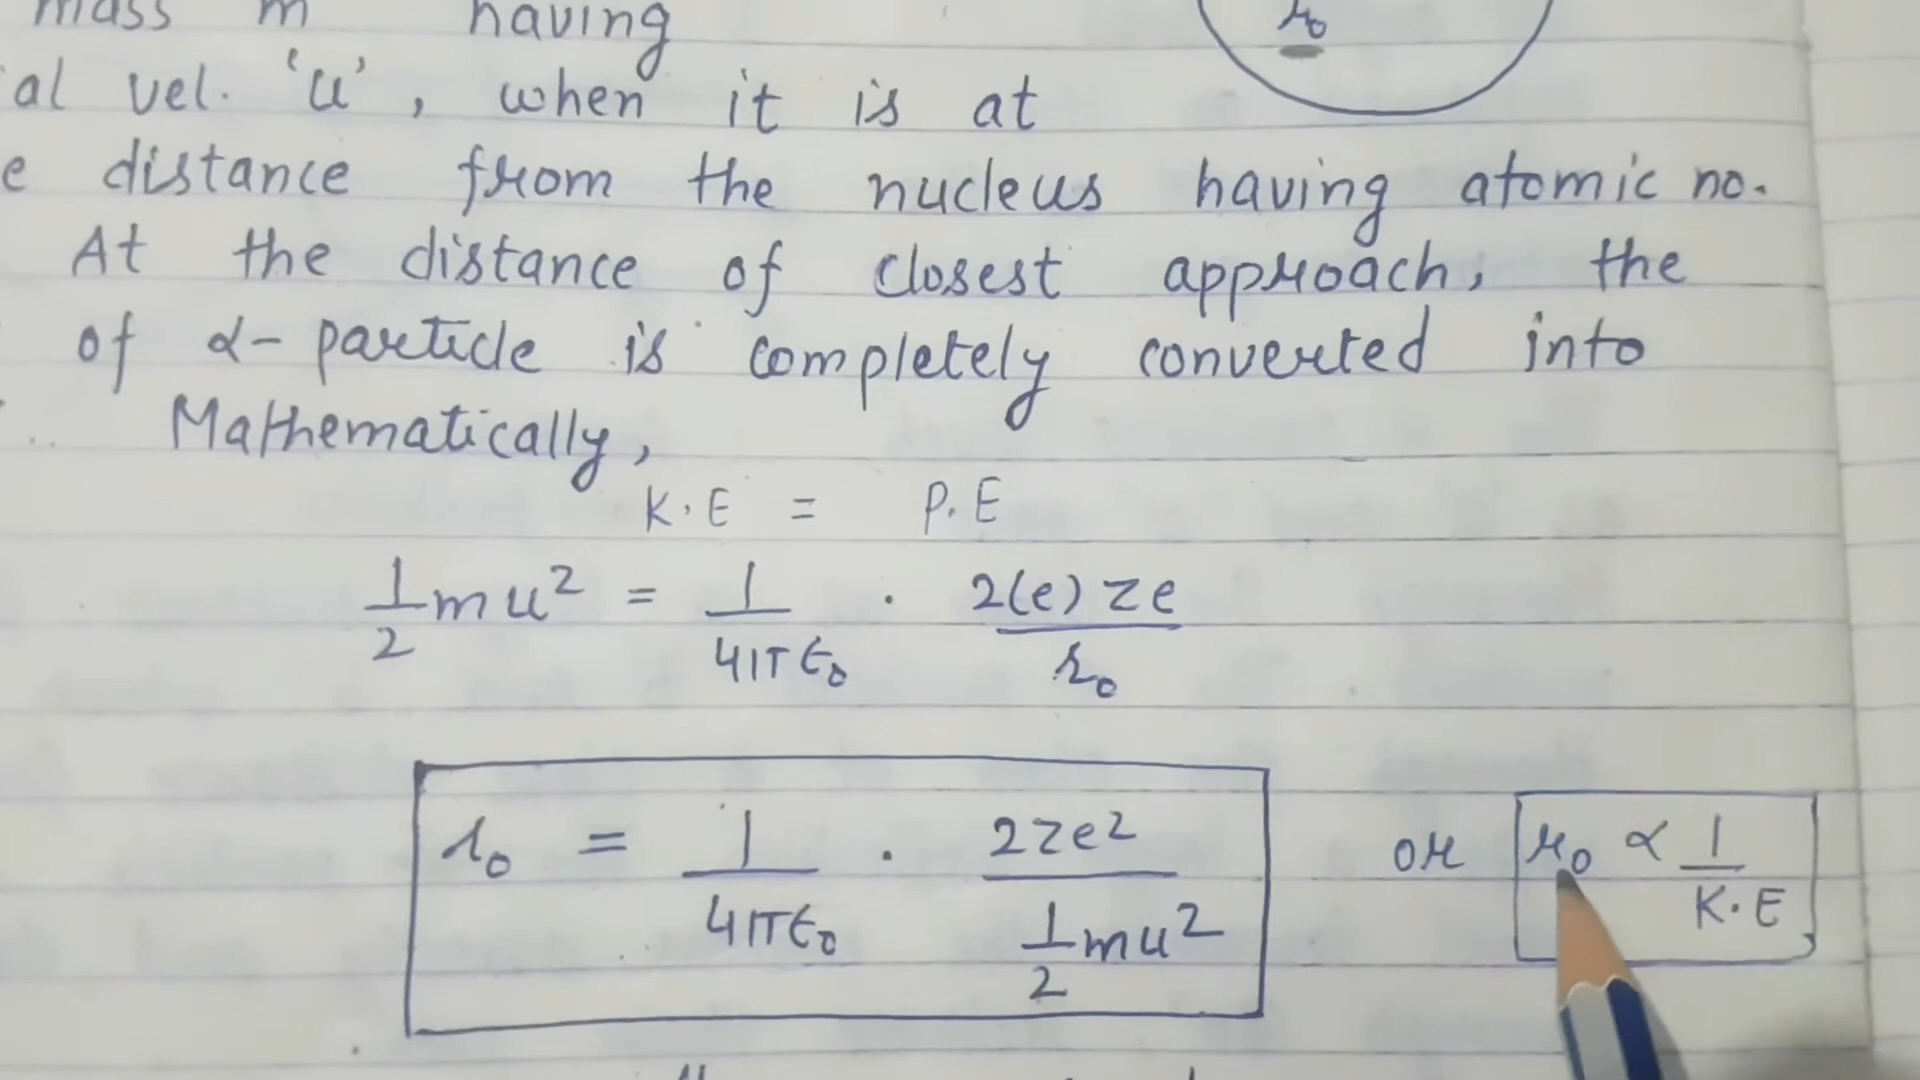 mass m having
r₀
al vel. 'u', when it is at
e distance from the nucleus having atomic no.
At the distance of closest approach, the
of α-particle is completely converted into
Mathematically,
K.E = P.E
1/2 mu² = 1/4πϵ₀ · 2(e)ze/r₀
r₀ = 1/4πϵ₀ · 2ze²/1/2 mu² or r₀ ∝ 1/K.E